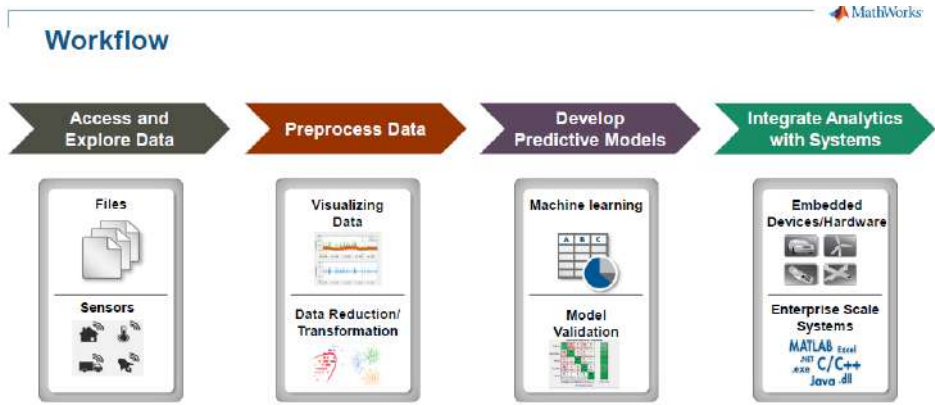 MathWorks
Workflow
Access and
Explore Data
Preprocess Data
Develop
Predictive Models
Integrate Analytics
with Systems
Files
Sensors
Visualizing
Data
Data Reduction/
Transformation
Machine learning
A B C
Model
Validation
Embedded
Devices/Hardware
Enterprise Scale
Systems
MATLAB Excel
.NET
.exe C/C++
Java .dll